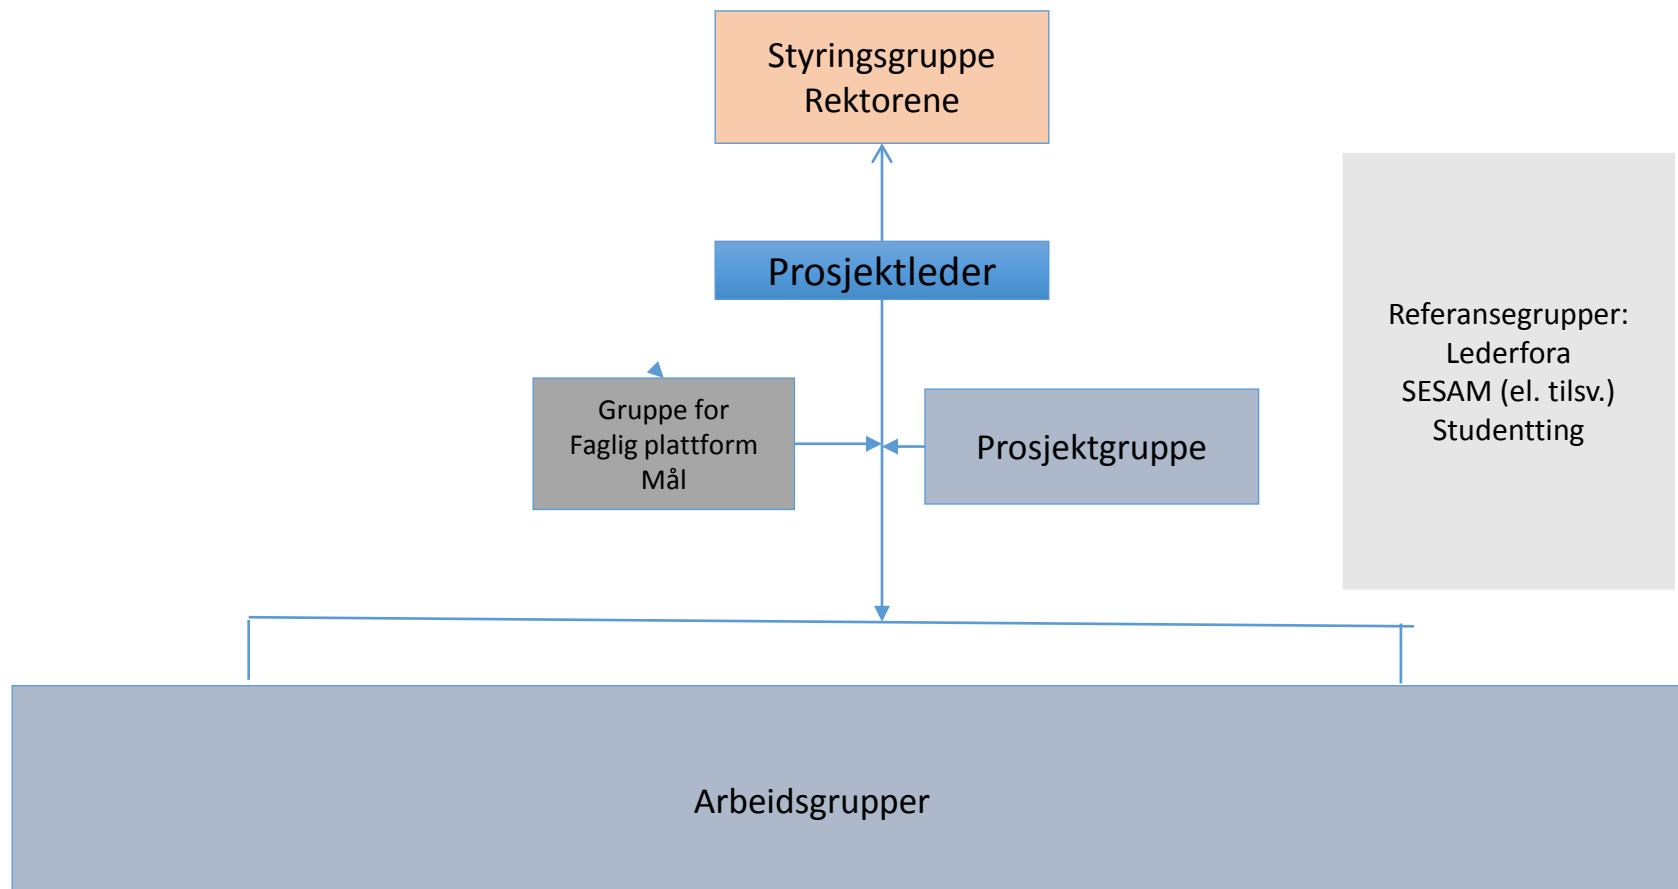 Styringsgruppe
Rektorene
Prosjektleder
Gruppe for
Faglig plattform
Mål
Prosjektgruppe
Referansegrupper:
Lederfora
SESAM (el. tilsv.)
Studentting
Arbeidsgrupper